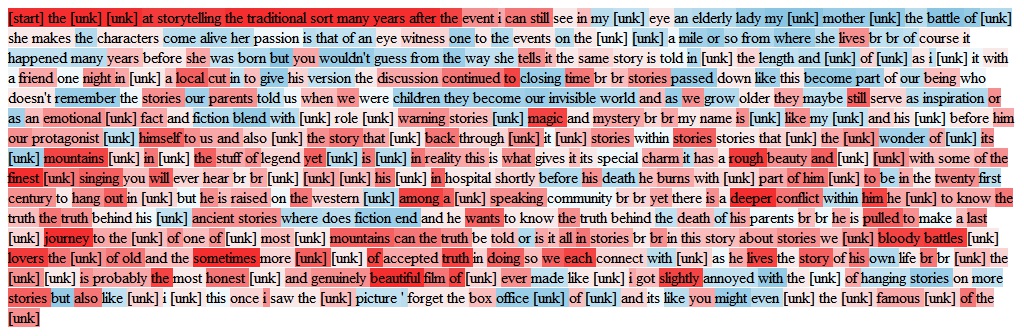 [start] the [unk] [unk] at storytelling the traditional sort many years after the event i can still see in my [unk] eye an elderly lady my [unk] mother [unk] the battle of [unk]
she makes the characters come alive her passion is that of an eye witness one to the events on the [unk] [unk] a mile or so from where she lives br br of course it
happened many years before she was born but you wouldn't guess from the way she tells it the same story is told in [unk] the length and [unk] of [unk] as i [unk] it with
a friend one night in [unk] a local cut in to give his version the discussion continued to closing time br br stories passed down like this become part of our being who
doesn't remember the stories our parents told us when we were children they become our invisible world and as we grow older they maybe still serve as inspiration or
as an emotional [unk] fact and fiction blend with [unk] role [unk] warning stories [unk] magic and mystery br br my name is [unk] like my [unk] and his [unk] before him
our protagonist [unk] himself to us and also [unk] the story that [unk] back through [unk] it [unk] stories within stories stories that [unk] the [unk] wonder of [unk] its
[unk] mountains [unk] in [unk] the stuff of legend yet [unk] is [unk] in reality this is what gives it its special charm it has a rough beauty and [unk] [unk] with some of the
finest [unk] singing you will ever hear br br [unk] [unk] [unk] his [unk] in hospital shortly before his death he burns with [unk] part of him [unk] to be in the twenty first
century to hang out in [unk] but he is raised on the western [unk] among a [unk] speaking community br br yet there is a deeper conflict within him he [unk] to know the
truth the truth behind his [unk] ancient stories where does fiction end and he wants to know the truth behind the death of his parents br br he is pulled to make a last
[unk] journey to the [unk] of one of [unk] most [unk] mountains can the truth be told or is it all in stories br br in this story about stories we [unk] bloody battles [unk]
lovers the [unk] of old and the sometimes more [unk] [unk] of accepted truth in doing so we each connect with [unk] as he lives the story of his own life br br [unk] the
[unk] [unk] is probably the most honest [unk] and genuinely beautiful film of [unk] ever made like [unk] i got slightly annoyed with the [unk] of hanging stories on more
stories but also like [unk] i [unk] this once i saw the [unk] picture ' forget the box office [unk] of [unk] and its like you might even [unk] the [unk] famous [unk] of the
[unk]